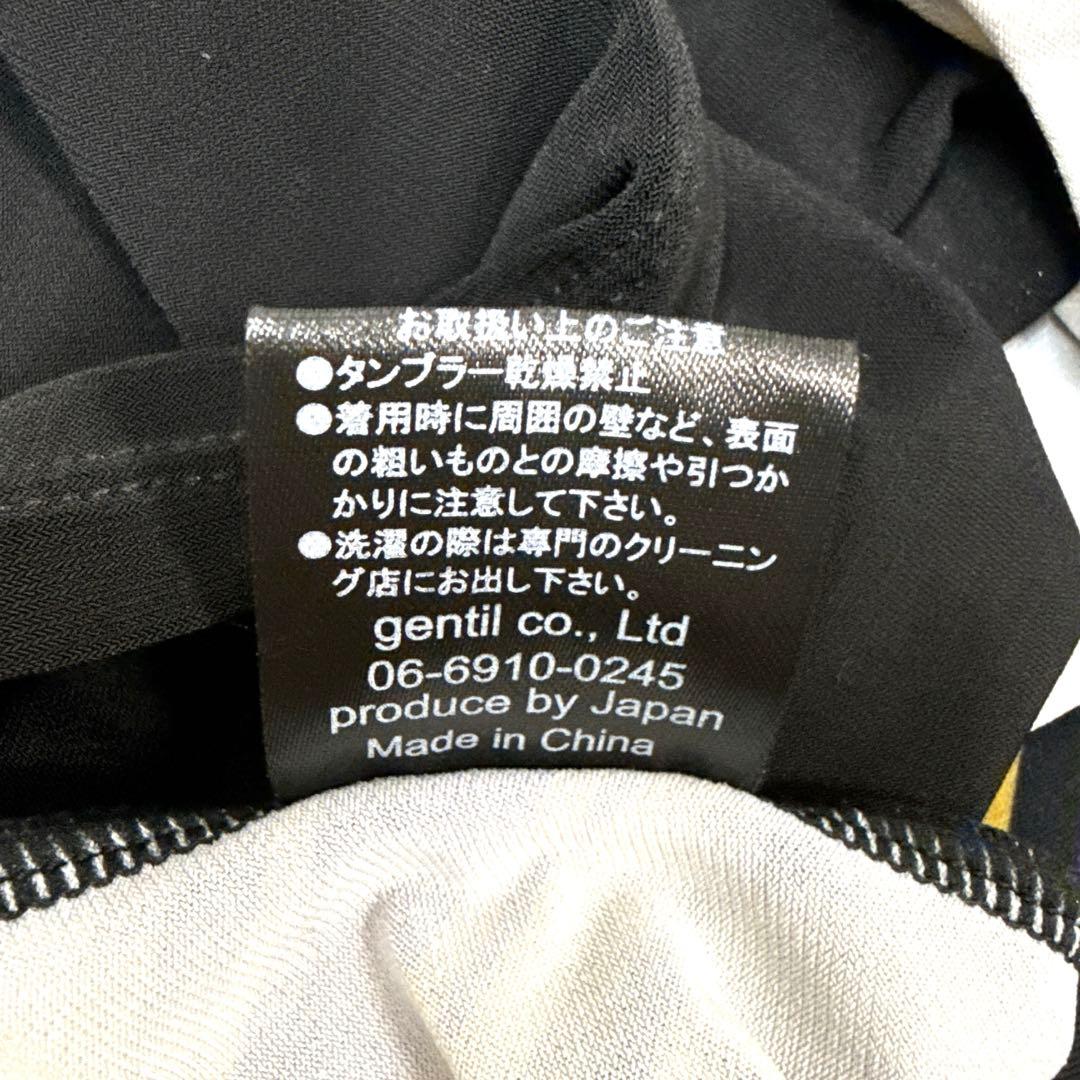 お取扱い上のご注意
●タンブラー乾燥禁止
●着用時に周囲の壁など、表面
の粗いものとの摩擦や引つか
かりに注意して下さい。
●洗濯の際は専門のクリーニン
グ店にお出し下さい。
gentil co., Ltd
06-6910-0245
produce by Japan
Made in China